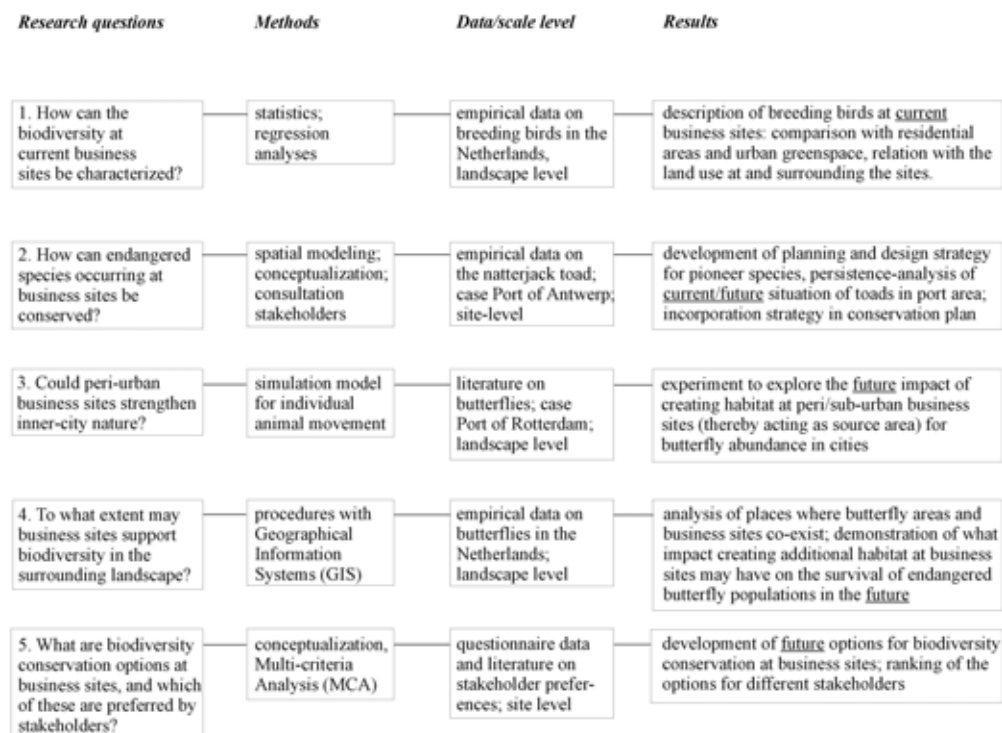 Research questions
Methods
Data/scale level
Results
1. How can the
biodiversity at
current business
sites be characterized?
statistics;
regression
analyses
empirical data on
breeding birds in the
Netherlands,
landscape level
description of breeding birds at current
business sites: comparison with residential
areas and urban greenspace, relation with the
land use at and surrounding the sites.
2. How can endangered
species occurring at
business sites be
conserved?
spatial modeling;
conceptualization;
consultation
stakeholders
empirical data on
the natterjack toad;
case Port of Antwerp;
site-level
development of planning and design strategy
for pioneer species, persistence-analysis of
current/future situation of toads in port area;
incorporation strategy in conservation plan
3. Could peri-urban
business sites strengthen
inner-city nature?
simulation model
for individual
animal movement
literature on
butterflies; case
Port of Rotterdam;
landscape level
experiment to explore the future impact of
creating habitat at peri/sub-urban business
sites (thereby acting as source area) for
butterfly abundance in cities
4. To what extent may
business sites support
biodiversity in the
surrounding landscape?
procedures with
Geographical
Information
Systems (GIS)
empirical data on
butterflies in the
Netherlands;
landscape level
analysis of places where butterfly areas and
business sites co-exist; demonstration of what
impact creating additional habitat at business
sites may have on the survival of endangered
butterfly populations in the future
5. What are biodiversity
conservation options at
business sites, and which
of these are preferred by
stakeholders?
conceptualization,
Multi-criteria
Analysis (MCA)
questionnaire data
and literature on
stakeholder prefer-
ences; site level
development of future options for biodiversity
conservation at business sites; ranking of the
options for different stakeholders